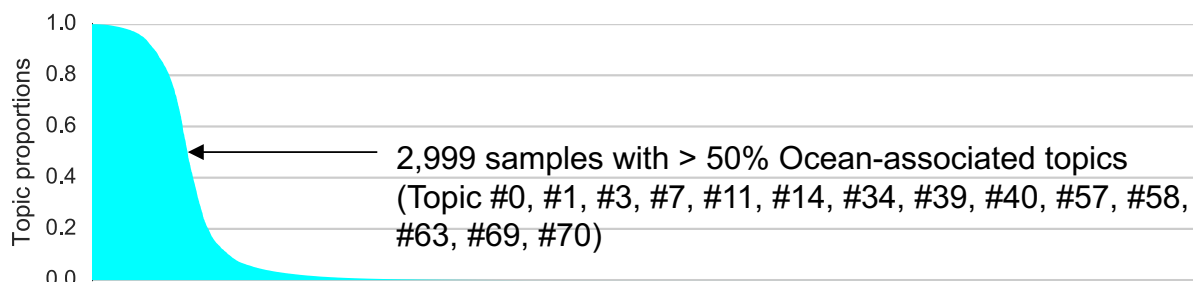 1.0
0.8
0.6
0.4
0.2
0.0
Topic proportions
2,999 samples with > 50% Ocean-associated topics
(Topic #0, #1, #3, #7, #11, #14, #34, #39, #40, #57, #58,
#63, #69, #70)